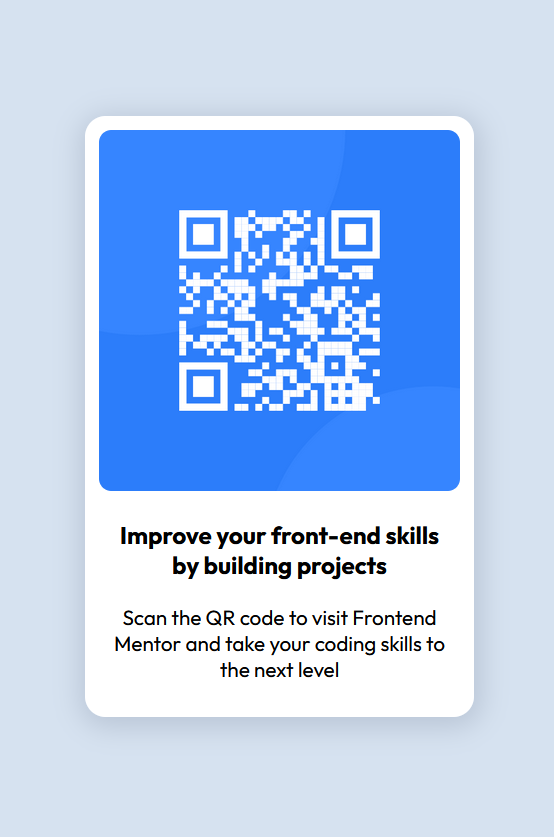 Improve your front-end skills
by building projects
Scan the QR code to visit Frontend
Mentor and take your coding skills to
the next level